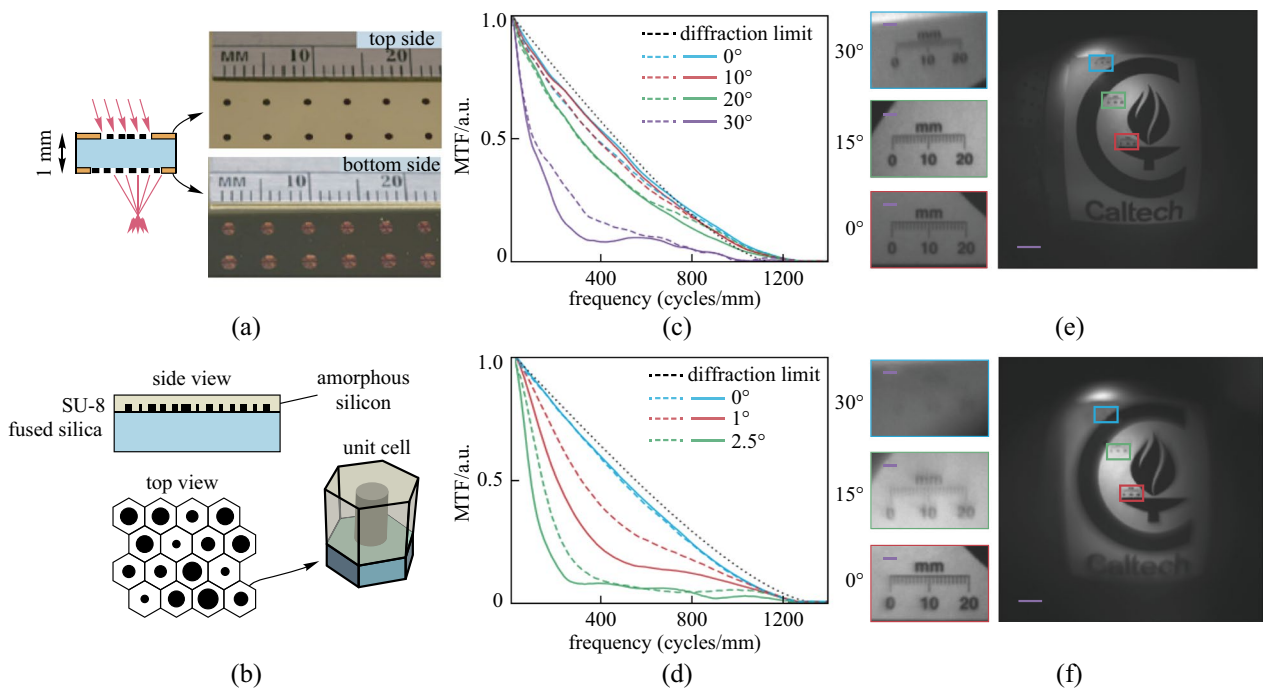 top side
MM 10 20
1 mm
bottom side
MM 10 20
(a)
side view
amorphous
silicon
SU-8
fused silica
unit cell
top view
(b)
1.0
diffraction limit
0°
10°
20°
30°
0.5
MTF/a.u.
0
400 800 1200
frequency (cycles/mm)
(c)
1.0
diffraction limit
0°
1°
2.5°
0.5
MTF/a.u.
0
400 800 1200
frequency (cycles/mm)
(d)
30°
mm
0 10 20
15°
mm
0 10 20
0°
mm
0 10 20
Caltech
(e)
30°
15°
mm
0 10 20
0°
mm
0 10 20
Caltech
(f)